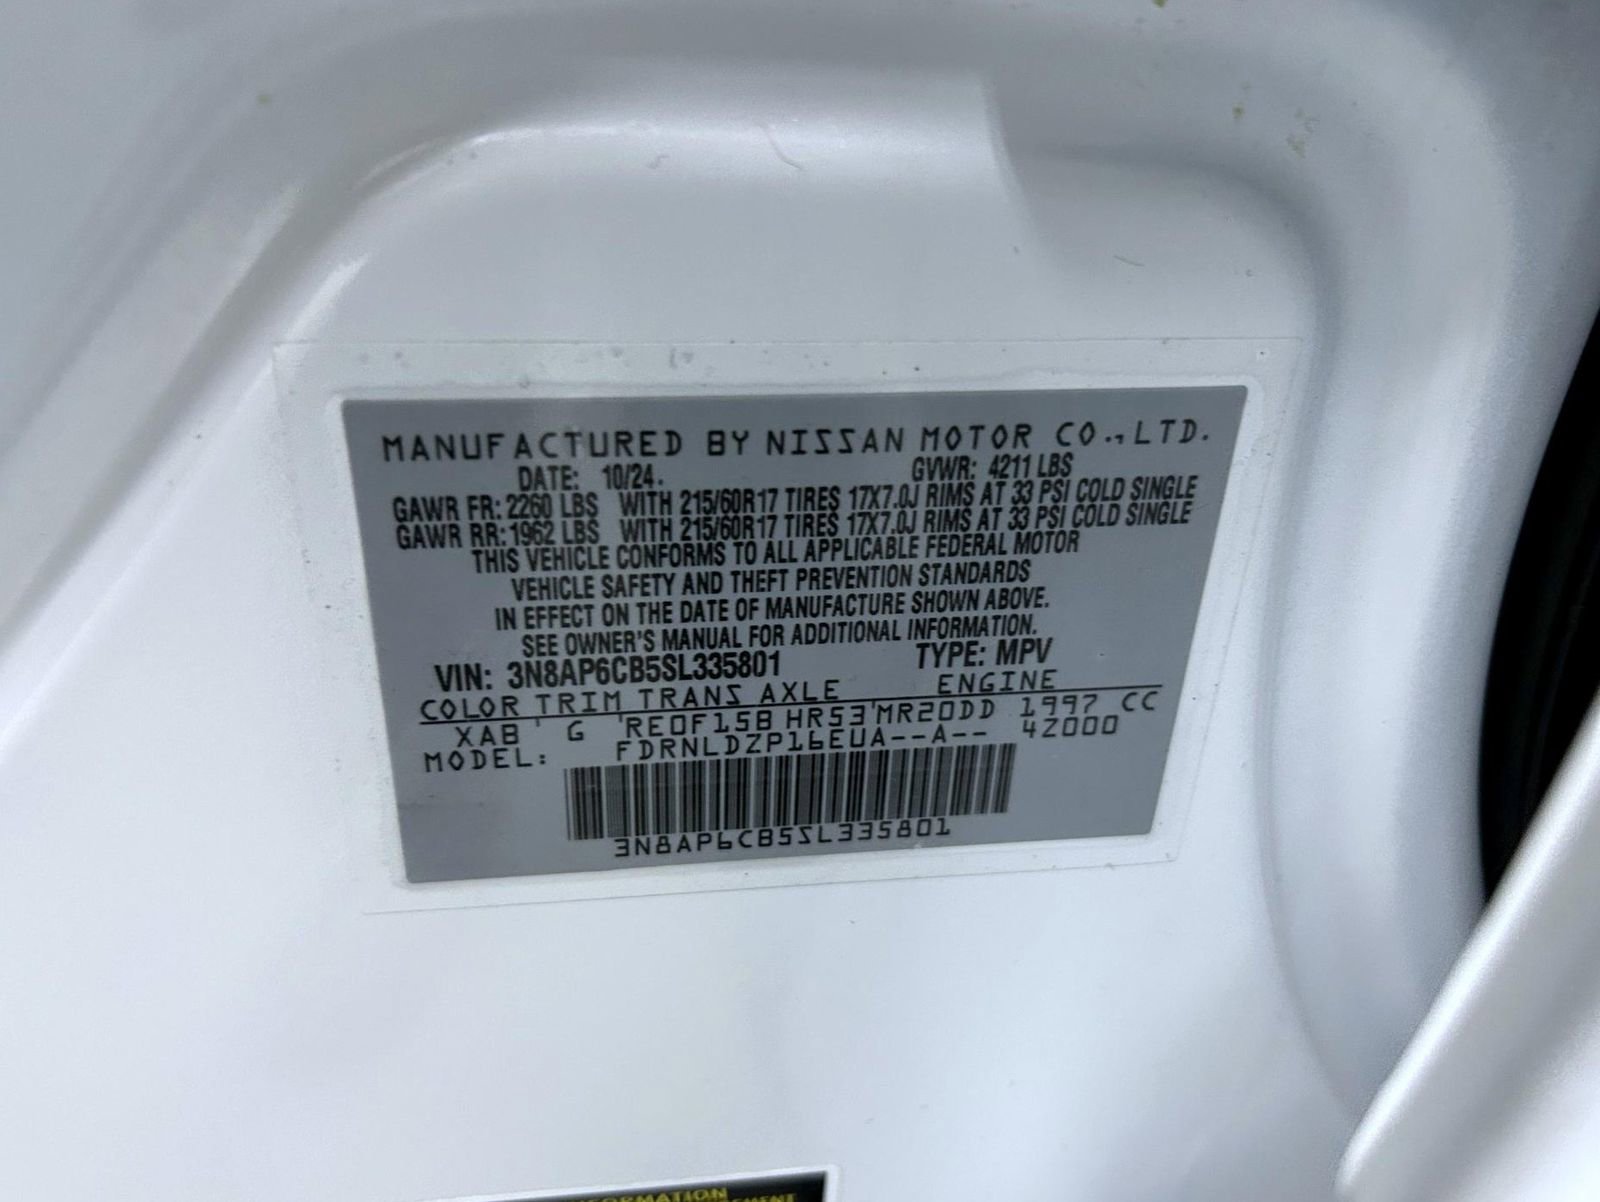 MANUFACTURED BY NISSAN MOTOR CO.,LTD.
DATE: 10/24. GVWR: 4211 LBS
GAWR FR: 2260 LBS WITH 215/60R17 TIRES 17X7.0J RIMS AT 33 PSI COLD SINGLE
GAWR RR: 1962 LBS WITH 215/60R17 TIRES 17X7.0J RIMS AT 33 PSI COLD SINGLE
THIS VEHICLE CONFORMS TO ALL APPLICABLE FEDERAL MOTOR
VEHICLE SAFETY AND THEFT PREVENTION STANDARDS
IN EFFECT ON THE DATE OF MANUFACTURE SHOWN ABOVE.
SEE OWNER'S MANUAL FOR ADDITIONAL INFORMATION.
VIN: 3N8AP6CB5SL335801 TYPE: MPV
COLOR TRIM TRANS AXLE ENGINE
XAB G RE0F15B HR53 MR20DD 1997 CC
MODEL: FDRNLDZP16EUA--A-- 4Z000
3N8AP6CB5SL335801